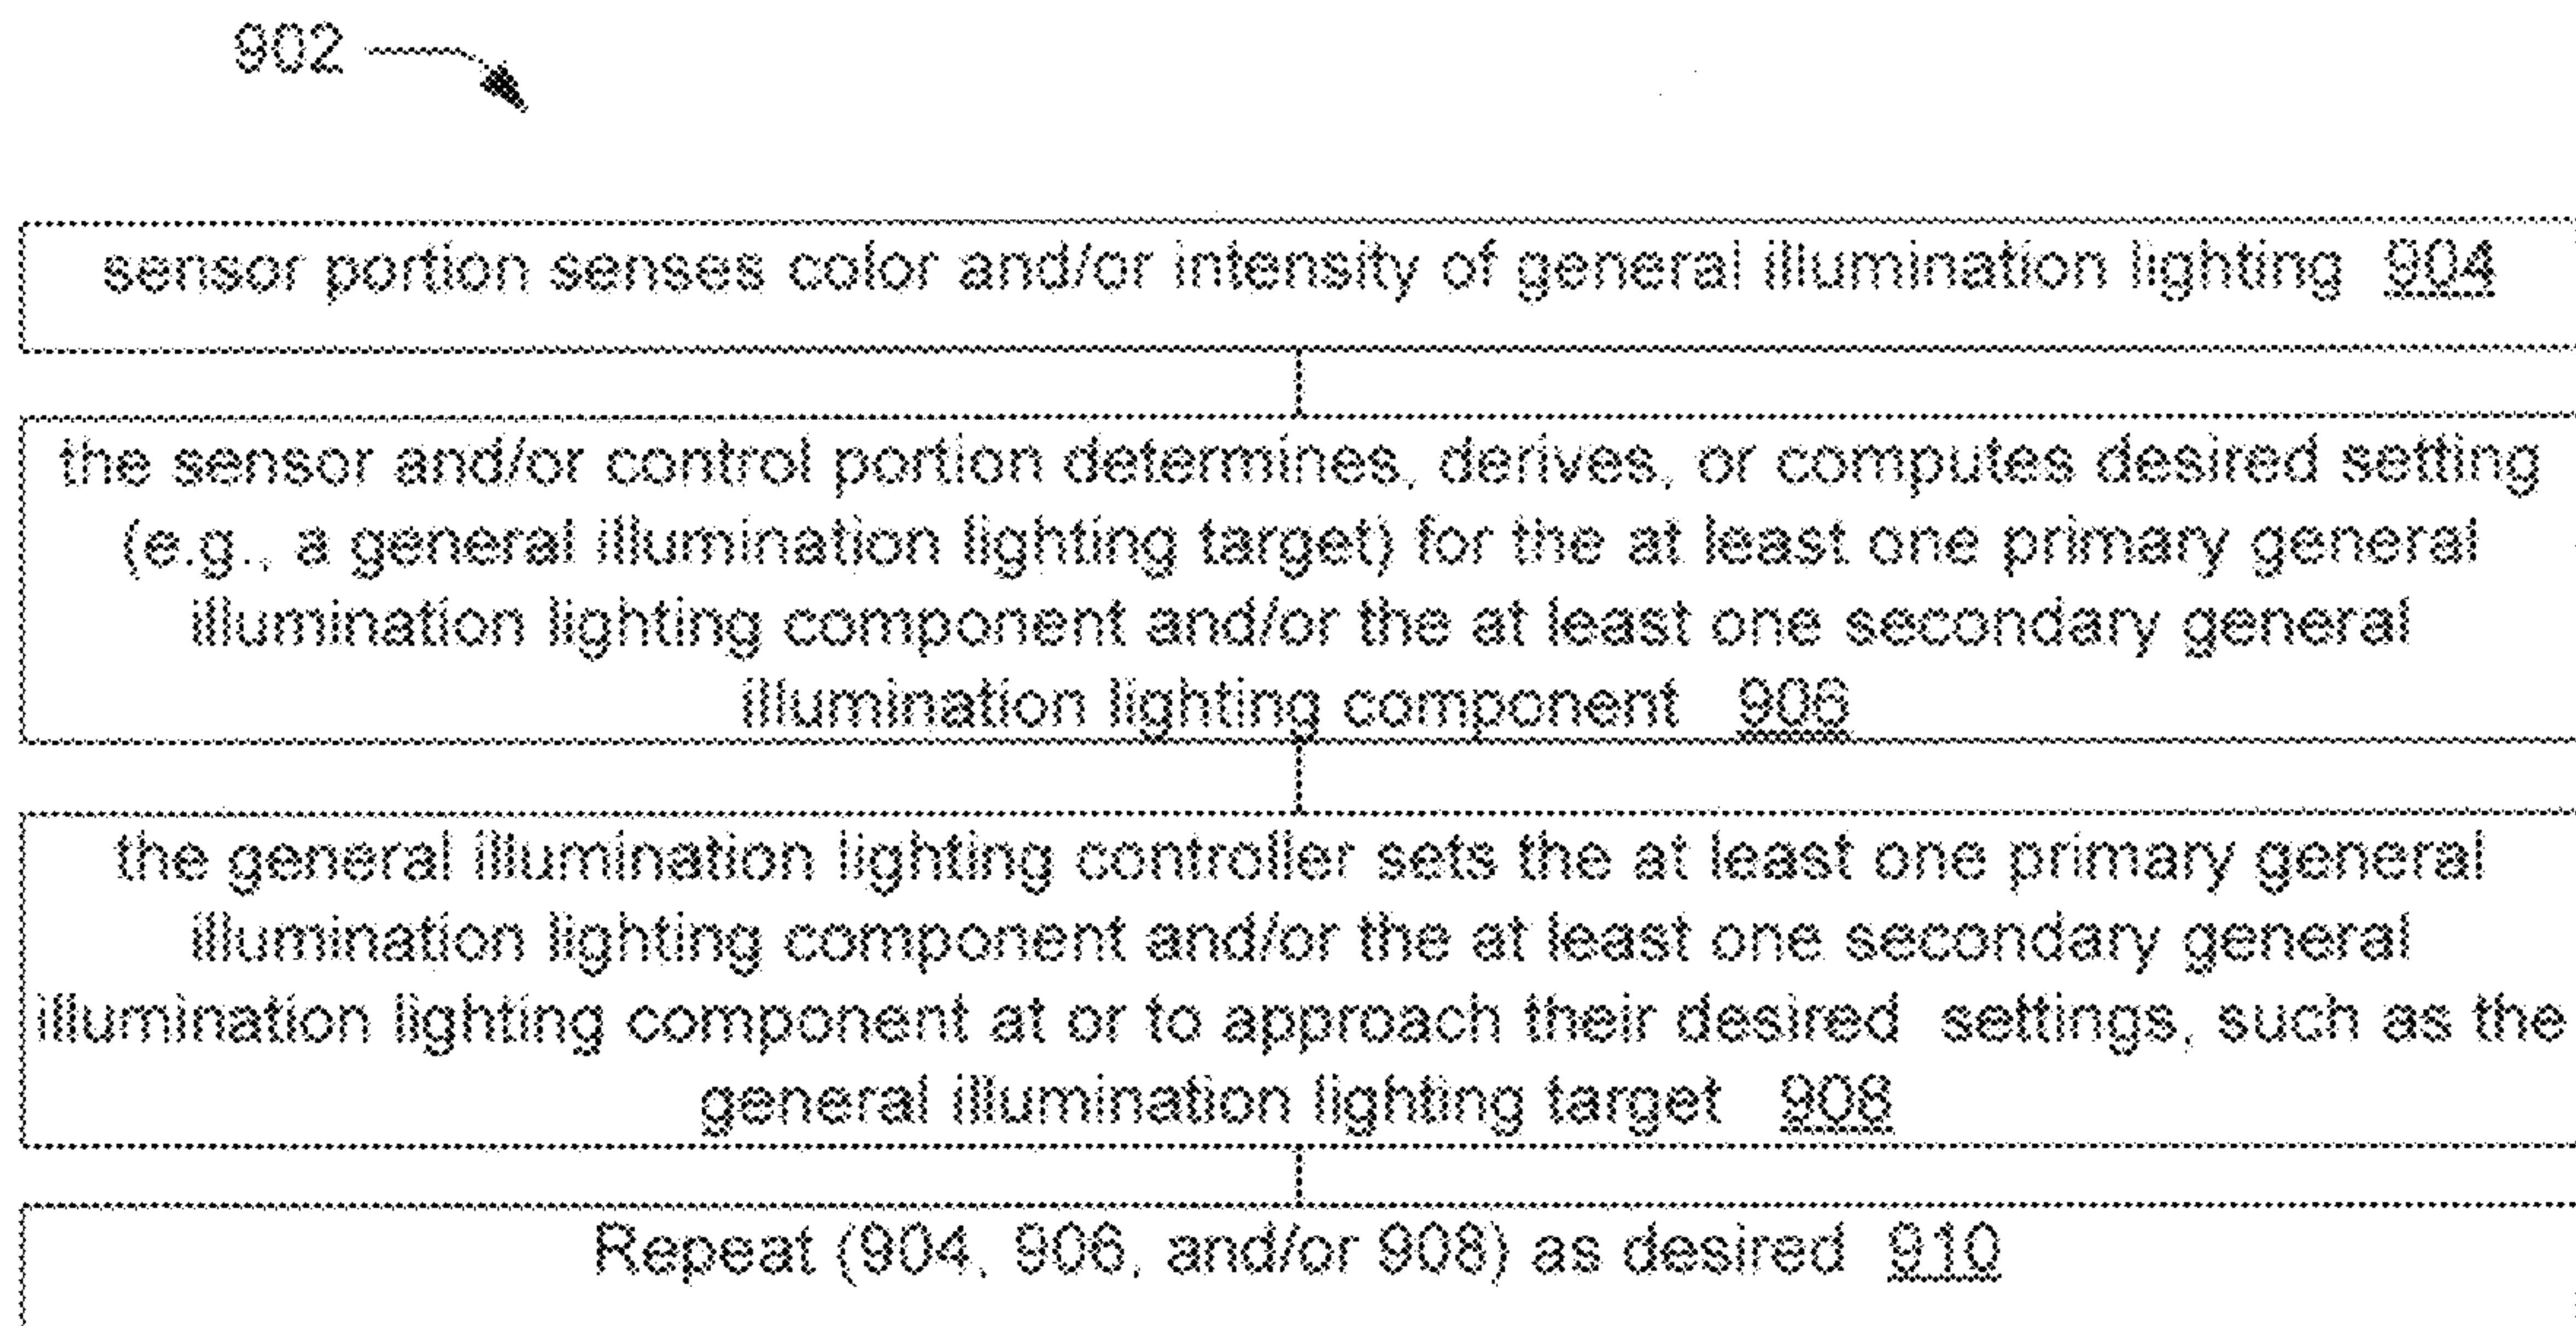 902
sensor portion senses color and/or intensity of general illumination lighting 904
the sensor and/or control portion determines, derives, or computes desired setting
(e.g., a general illumination lighting target) for the at least one primary general
illumination lighting component and/or the at least one secondary general
illumination lighting component 906
the general illumination lighting controller sets the at least one primary general
illumination lighting component and/or the at least one secondary general
illumination lighting component at or to approach their desired settings, such as the
general illumination lighting target 908
Repeat (904, 906, and/or 908) as desired 910